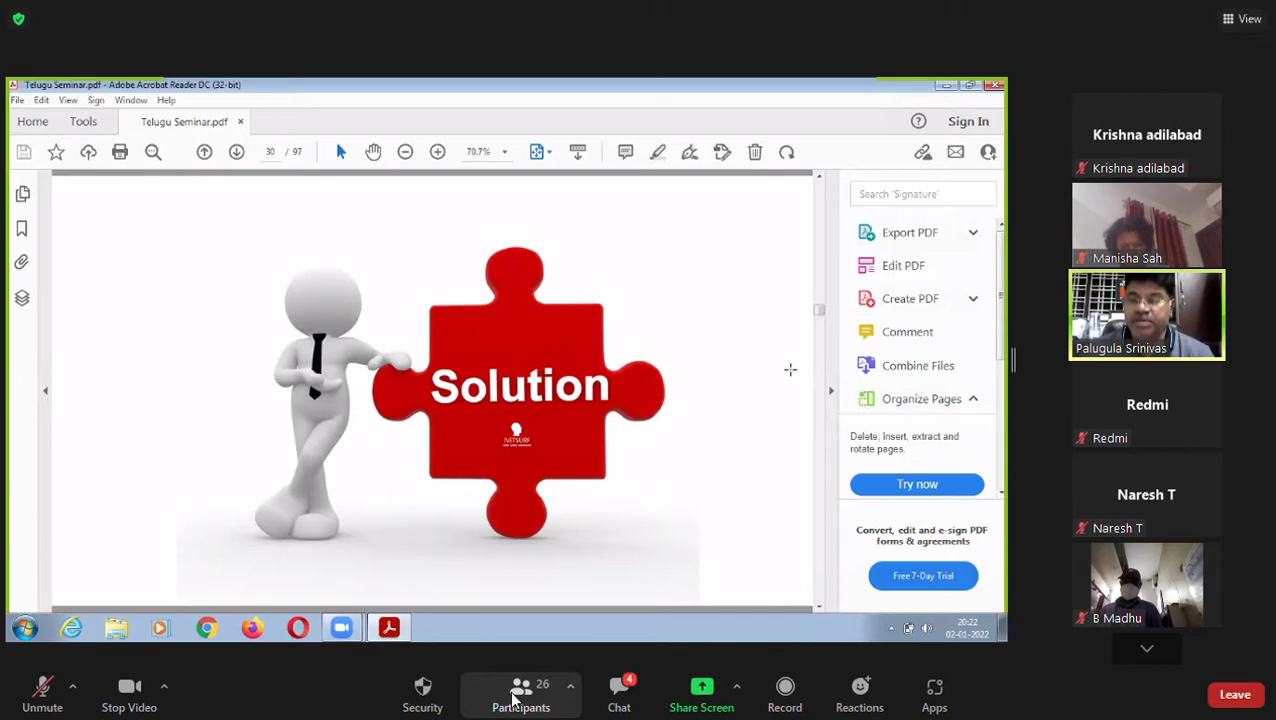 View
Telugu Seminar.pdf - Adobe Acrobat Reader DC (32-bit)
File Edit View Sign Window Help
Home Tools Telugu Seminar.pdf × Sign In
30 / 97 70.7%
Search 'Signature'
Export PDF
Edit PDF
Create PDF
Comment
Combine Files
Organize Pages
Delete, insert, extract and
rotate pages.
Try now
Convert, edit and e-sign PDF
forms & agreements
Free 7-Day Trial
Solution
NETSURF
20:22
02-01-2022
Krishna adilabad
Krishna adilabad
Manisha Sah
Palugula Srinivas
Redmi
Redmi
Naresh T
Naresh T
B Madhu
Unmute
Stop Video
Security
26
Participants
4
Chat
Share Screen
Record
Reactions
Apps
Leave